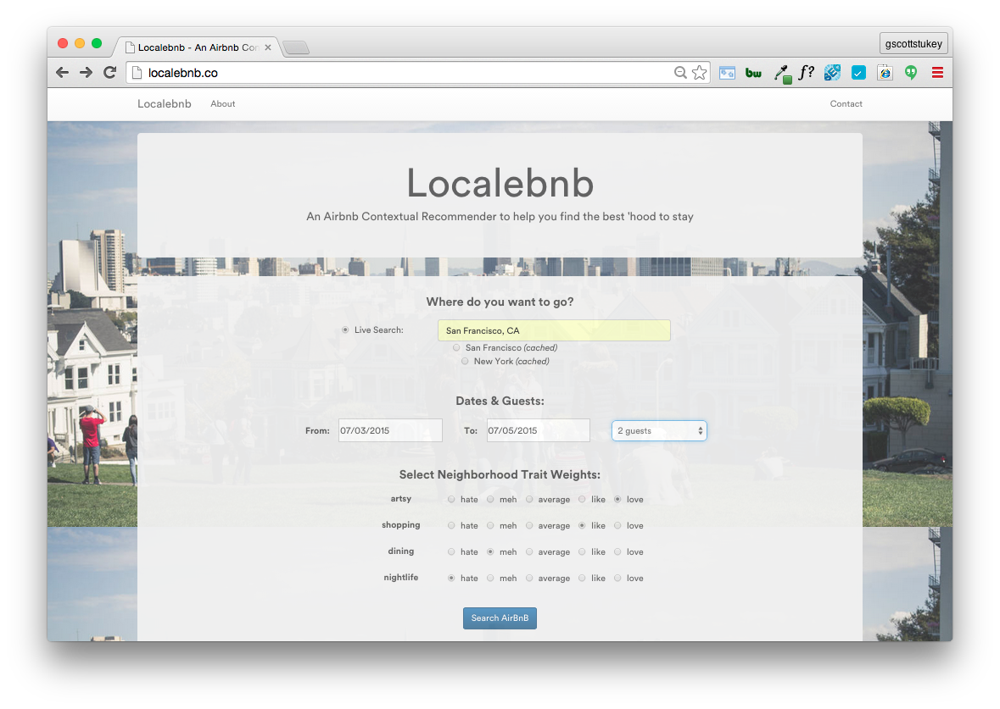 Localebnb - An Airbnb Con
gscottstukey
localebnb.co
bw
f?
Localebnb About Contact
Localebnb
An Airbnb Contextual Recommender to help you find the best 'hood to stay
Where do you want to go?
Live Search: San Francisco, CA
San Francisco (cached)
New York (cached)
Dates & Guests:
From: 07/03/2015 To: 07/05/2015 2 guests
Select Neighborhood Trait Weights:
artsy hate meh average like love
shopping hate meh average like love
dining hate meh average like love
nightlife hate meh average like love
Search AirBnB